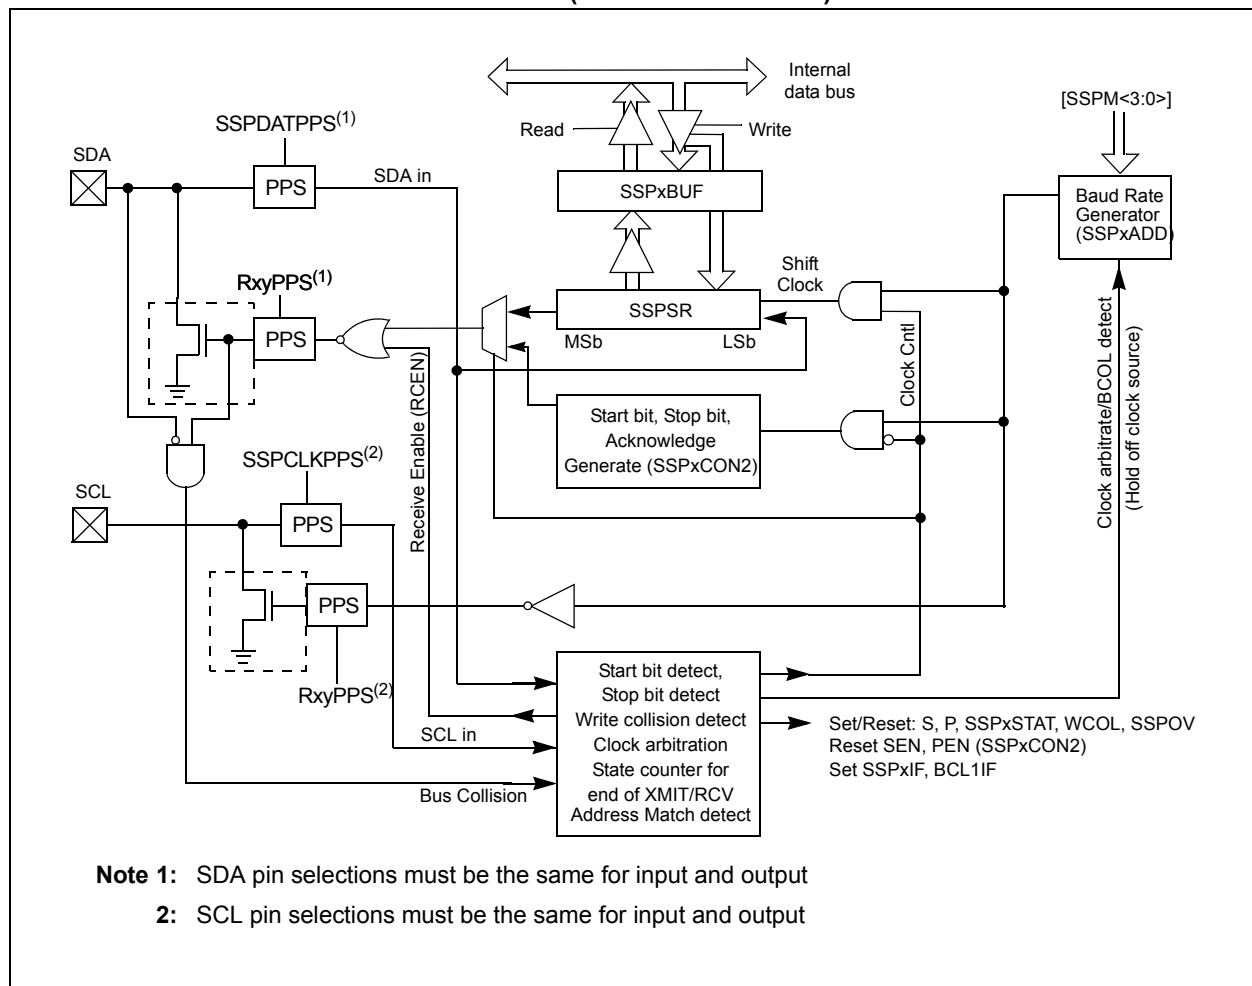 Internal
data bus
[SSPM<3:0>]
SSPDATPPS(1)
Read
Write
SDA
PPS
SDA in
SSPxBUF
Baud Rate
Generator
(SSPxADD)
RxyPPS(1)
Shift
Clock
PPS
SSPSR
MSb
LSb
Clock Cntl
Clock arbitrate/BCOL detect
(Hold off clock source)
Receive Enable (RCEN)
Start bit, Stop bit,
Acknowledge
Generate (SSPxCON2)
SSPCLKPPS(2)
SCL
PPS
PPS
RxyPPS(2)
SCL in
Bus Collision
Start bit detect,
Stop bit detect
Write collision detect
Clock arbitration
State counter for
end of XMIT/RCV
Address Match detect
Set/Reset: S, P, SSPxSTAT, WCOL, SSPOV
Reset SEN, PEN (SSPxCON2)
Set SSPxIF, BCL1IF
Note 1: SDA pin selections must be the same for input and output
2: SCL pin selections must be the same for input and output